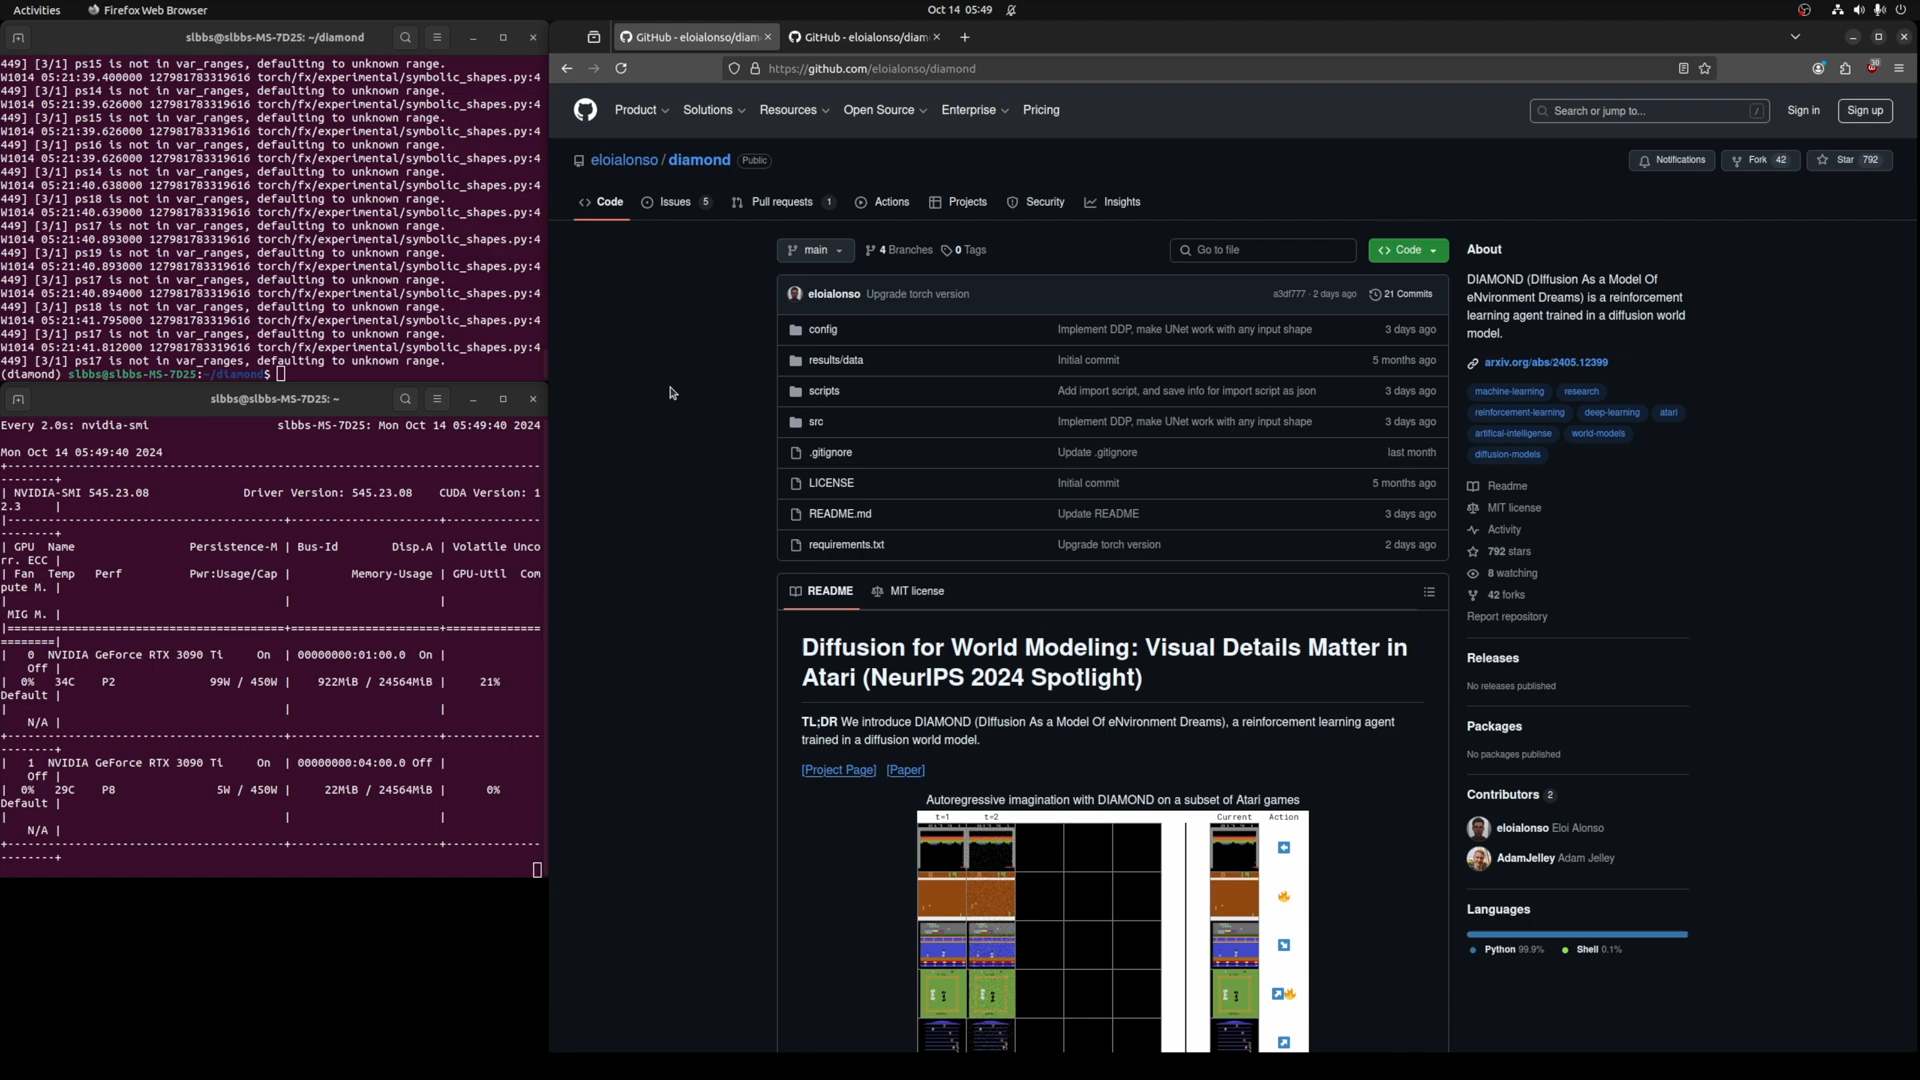 Activities
Firefox Web Browser
Oct 14 05:49
slbbs@slbbs-MS-7D25: ~/diamond
449] [3/1] ps15 is not in var_ranges, defaulting to unknown range.
W1014 05:21:39.400000 127981783319616 torch/fx/experimental/symbolic_shapes.py:4
449] [3/1] ps14 is not in var_ranges, defaulting to unknown range.
W1014 05:21:39.626000 127981783319616 torch/fx/experimental/symbolic_shapes.py:4
449] [3/1] ps15 is not in var_ranges, defaulting to unknown range.
W1014 05:21:39.626000 127981783319616 torch/fx/experimental/symbolic_shapes.py:4
449] [3/1] ps16 is not in var_ranges, defaulting to unknown range.
W1014 05:21:39.626000 127981783319616 torch/fx/experimental/symbolic_shapes.py:4
449] [3/1] ps14 is not in var_ranges, defaulting to unknown range.
W1014 05:21:40.638000 127981783319616 torch/fx/experimental/symbolic_shapes.py:4
449] [3/1] ps18 is not in var_ranges, defaulting to unknown range.
W1014 05:21:40.639000 127981783319616 torch/fx/experimental/symbolic_shapes.py:4
449] [3/1] ps17 is not in var_ranges, defaulting to unknown range.
W1014 05:21:40.893000 127981783319616 torch/fx/experimental/symbolic_shapes.py:4
449] [3/1] ps19 is not in var_ranges, defaulting to unknown range.
W1014 05:21:40.893000 127981783319616 torch/fx/experimental/symbolic_shapes.py:4
449] [3/1] ps17 is not in var_ranges, defaulting to unknown range.
W1014 05:21:40.894000 127981783319616 torch/fx/experimental/symbolic_shapes.py:4
449] [3/1] ps18 is not in var_ranges, defaulting to unknown range.
W1014 05:21:41.795000 127981783319616 torch/fx/experimental/symbolic_shapes.py:4
449] [3/1] ps17 is not in var_ranges, defaulting to unknown range.
W1014 05:21:41.812000 127981783319616 torch/fx/experimental/symbolic_shapes.py:4
449] [3/1] ps17 is not in var_ranges, defaulting to unknown range.
(diamond) slbbs@slbbs-MS-7D25:~/diamond$
slbbs@slbbs-MS-7D25: ~
Every 2.0s: nvidia-smi slbbs-MS-7D25: Mon Oct 14 05:49:40 2024
Mon Oct 14 05:49:40 2024
+---------------------------------------------------------------------
--------+
| NVIDIA-SMI 545.23.08 Driver Version: 545.23.08 CUDA Version: 1
2.3 |
|-----------------------------------------+----------------------+--------------
--------+
| GPU Name Persistence-M | Bus-Id Disp.A | Volatile Unco
rr. ECC |
| Fan Temp Perf Pwr:Usage/Cap | Memory-Usage | GPU-Util Com
pute M. |
| | |
MIG M. |
|=========================================+======================+==============
========|
| 0 NVIDIA GeForce RTX 3090 Ti On | 00000000:01:00.0 On |
Off |
| 0% 34C P2 99W / 450W | 922MiB / 24564MiB | 21%
Default |
| | |
N/A |
+-----------------------------------------+----------------------+--------------
--------+
| 1 NVIDIA GeForce RTX 3090 Ti On | 00000000:04:00.0 Off |
Off |
| 0% 29C P8 5W / 450W | 22MiB / 24564MiB | 0%
Default |
| | |
N/A |
+-----------------------------------------+----------------------+--------------
--------+
GitHub - eloialonso/diam
GitHub - eloialonso/diam
https://github.com/eloialonso/diamond
30
Product
Solutions
Resources
Open Source
Enterprise
Pricing
Search or jump to...
/
Sign in
Sign up
eloialonso / diamond
Public
Notifications
Fork 42
Star 792
Code
Issues 5
Pull requests 1
Actions
Projects
Security
Insights
main
4 Branches
0 Tags
Go to file
Code
eloialonso Upgrade torch version a3df777 · 2 days ago 21 Commits
config Implement DDP, make UNet work with any input shape 3 days ago
results/data Initial commit 5 months ago
scripts Add import script, and save info for import script as json 3 days ago
src Implement DDP, make UNet work with any input shape 3 days ago
.gitignore Update .gitignore last month
LICENSE Initial commit 5 months ago
README.md Update README 3 days ago
requirements.txt Upgrade torch version 2 days ago
README
MIT license
Diffusion for World Modeling: Visual Details Matter in
Atari (NeurIPS 2024 Spotlight)
TL;DR We introduce DIAMOND (DIffusion As a Model Of eNvironment Dreams), a reinforcement learning agent
trained in a diffusion world model.
[Project Page] [Paper]
Autoregressive imagination with DIAMOND on a subset of Atari games
t=1 t=2 Current Action
About
DIAMOND (DIffusion As a Model Of
eNvironment Dreams) is a reinforcement
learning agent trained in a diffusion world
model.
arxiv.org/abs/2405.12399
machine-learning research
reinforcement-learning deep-learning atari
artifical-intelligense world-models
diffusion-models
Readme
MIT license
Activity
792 stars
8 watching
42 forks
Report repository
Releases
No releases published
Packages
No packages published
Contributors 2
eloialonso Eloi Alonso
AdamJelley Adam Jelley
Languages
Python 99.9% Shell 0.1%